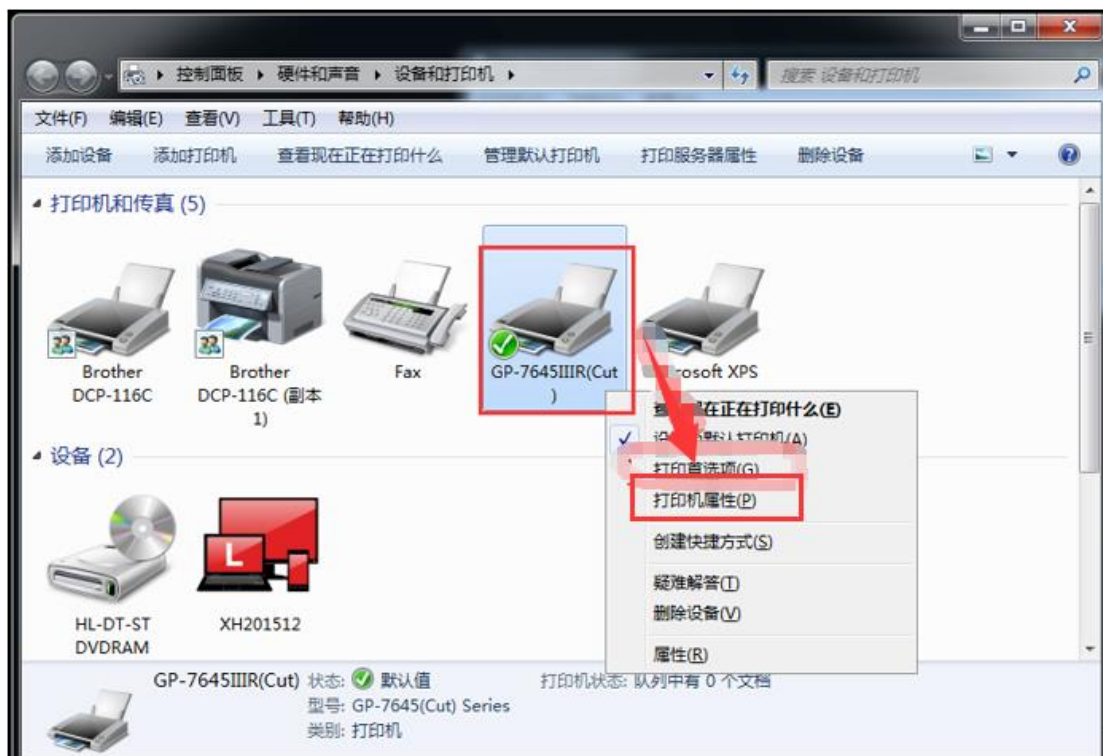 控制面板 ▸ 硬件和声音 ▸ 设备和打印机 ▸
搜索 设备和打印机
文件(F) 编辑(E) 查看(V) 工具(T) 帮助(H)
添加设备 添加打印机 查看现在正在打印什么 管理默认打印机 打印服务器属性 删除设备
打印机和传真 (5)
Brother
DCP-116C
Brother
DCP-116C (副本
1)
Fax
GP-7645IIIR(Cut
)
rosoft XPS
现在正在打印什么(E)
默认打印机(A)
打印首选项(G)
打印机属性(P)
创建快捷方式(S)
疑难解答(T)
删除设备(V)
属性(R)
设备 (2)
L
HL-DT-ST
DVDRAM
XH201512
GP-7645IIIR(Cut) 状态: 默认值 打印机状态: 队列中有 0 个文档
型号: GP-7645(Cut) Series
类别: 打印机